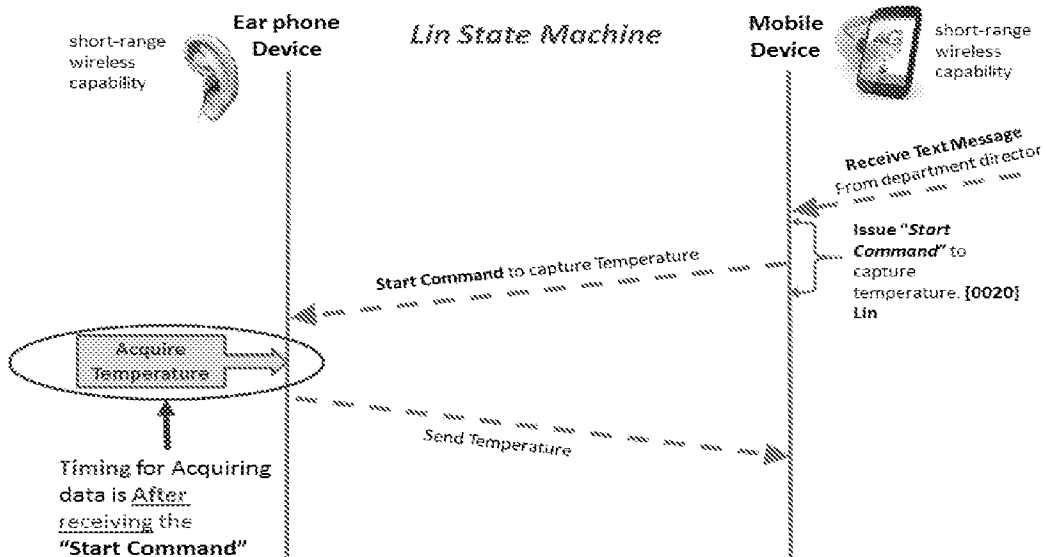 Ear phone
Device
short-range
wireless
capability
Lin State Machine
Mobile
Device
short-range
wireless
capability
Receive Text Message
From department director
Issue "Start
Command" to
capture
temperature. [0020]
Lin
Start Command to capture Temperature
Acquire
Temperature
Send Temperature
Timing for Acquiring
data is After
receiving the
"Start Command"